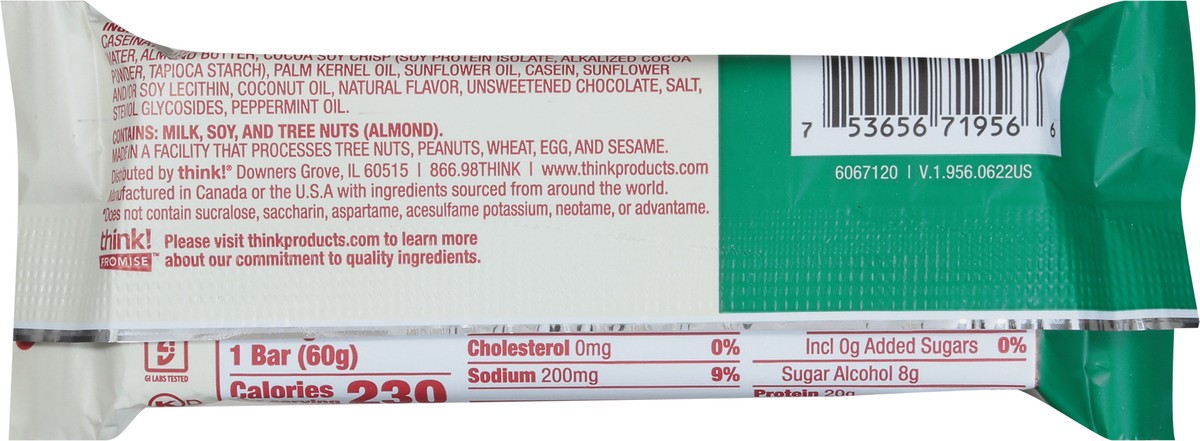 WATER, ALMOND BUTTER, COCOA SOY CRISP (SOY PROTEIN ISOLATE, ALKALIZED COCOA
POWDER, TAPIOCA STARCH), PALM KERNEL OIL, SUNFLOWER OIL, CASEIN, SUNFLOWER
AND/OR SOY LECITHIN, COCONUT OIL, NATURAL FLAVOR, UNSWEETENED CHOCOLATE, SALT,
STEVIOL GLYCOSIDES, PEPPERMINT OIL.
CONTAINS: MILK, SOY, AND TREE NUTS (ALMOND).
MADE IN A FACILITY THAT PROCESSES TREE NUTS, PEANUTS, WHEAT, EGG, AND SESAME.
Distributed by think!® Downers Grove, IL 60515 | 866.98THINK | www.thinkproducts.com
Manufactured in Canada or the U.S.A with ingredients sourced from around the world.
*Does not contain sucralose, saccharin, aspartame, acesulfame potassium, neotame, or advantame.
think!
PROMISE™
Please visit thinkproducts.com to learn more
about our commitment to quality ingredients.
7 53656 71956 6
6067120 | V.1.956.0622US
GI LABS TESTED
K D
1 Bar (60g)
Calories 230
Cholesterol 0mg 0%
Sodium 200mg 9%
Incl 0g Added Sugars 0%
Sugar Alcohol 8g
Protein 20g